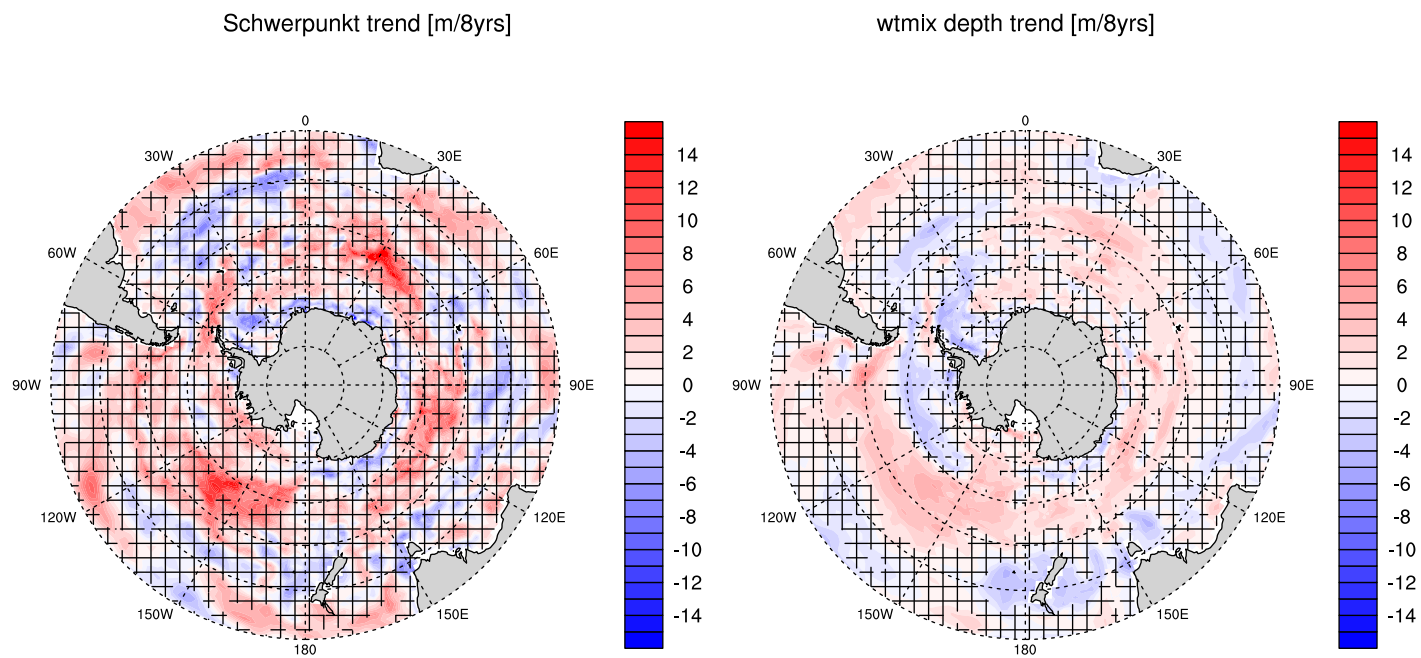 Schwerpunkt trend [m/8yrs]
wtmix depth trend [m/8yrs]
0
30W
30E
60W
60E
90W
90E
120W
120E
150W
150E
180
14
12
10
8
6
4
2
0
-2
-4
-6
-8
-10
-12
-14
0
30W
30E
60W
60E
90W
90E
120W
120E
150W
150E
180
14
12
10
8
6
4
2
0
-2
-4
-6
-8
-10
-12
-14